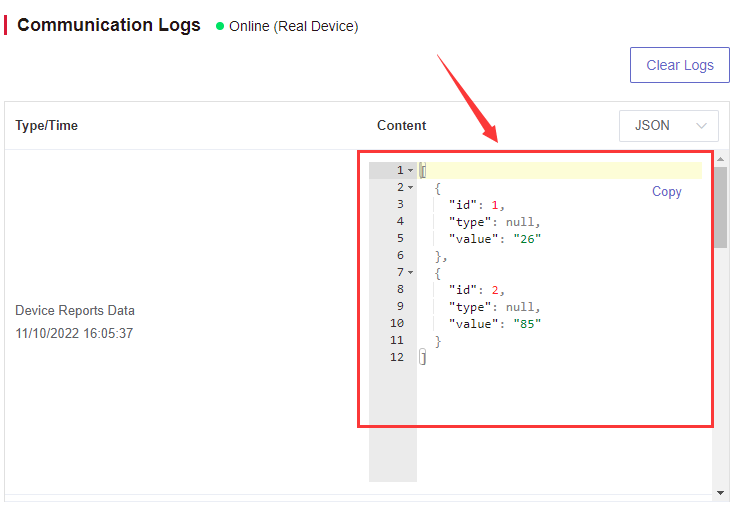 Communication Logs Online (Real Device)
Clear Logs
Type/Time Content JSON
1 [
2 {
Copy
3 "id": 1,
4 "type": null,
5 "value": "26"
6 },
7 {
8 "id": 2,
9 "type": null,
10 "value": "85"
11 }
12 ]
Device Reports Data
11/10/2022 16:05:37